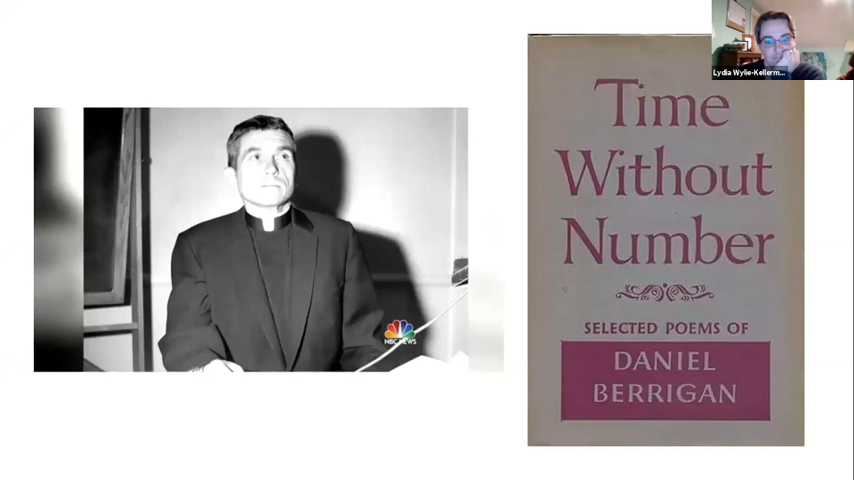 Lydia Wylie-Kellerm...
Time
Without
Number
SELECTED POEMS OF
DANIEL
BERRIGAN
NBC NEWS